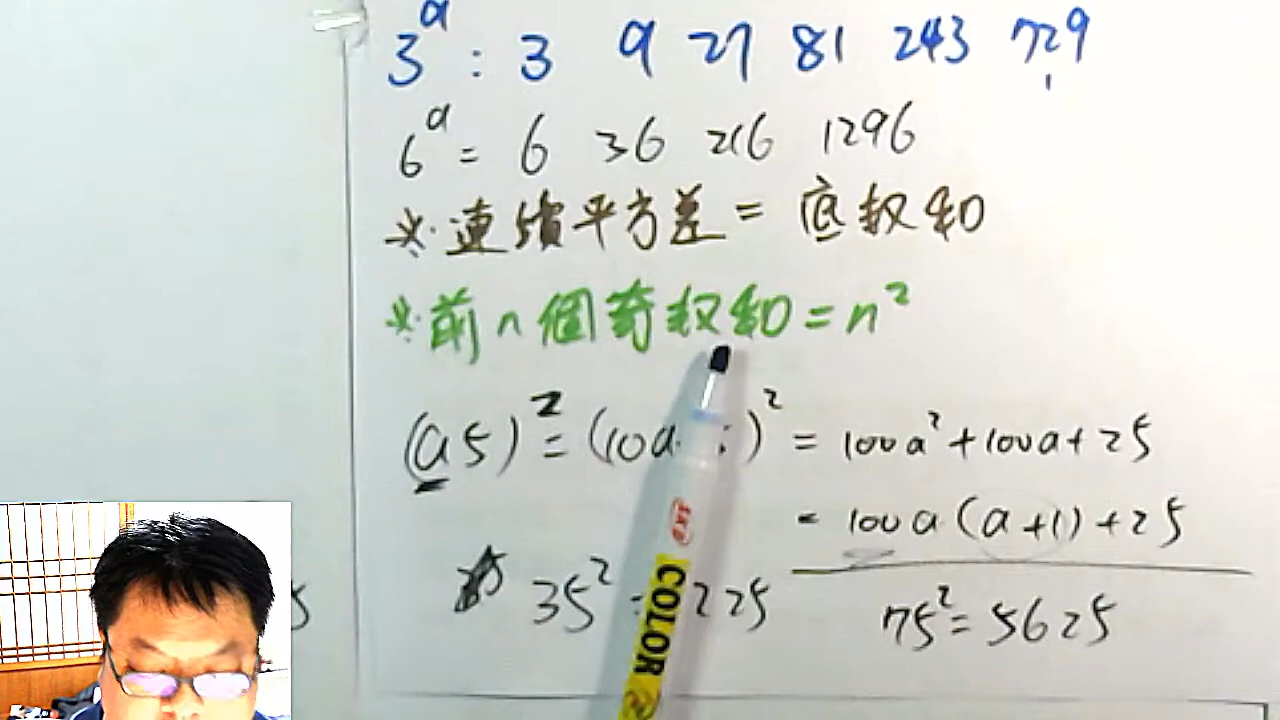 3^a : 3 9 27 81 243 729
6^a = 6 36 216 1296
※連續平方差 = 底权和
※前n個奇权和 = n²
(a5)² = (10a )² = 100a² + 100a + 25
= 100a (a+1) + 25
35² 225 75² = 5625
COLOR